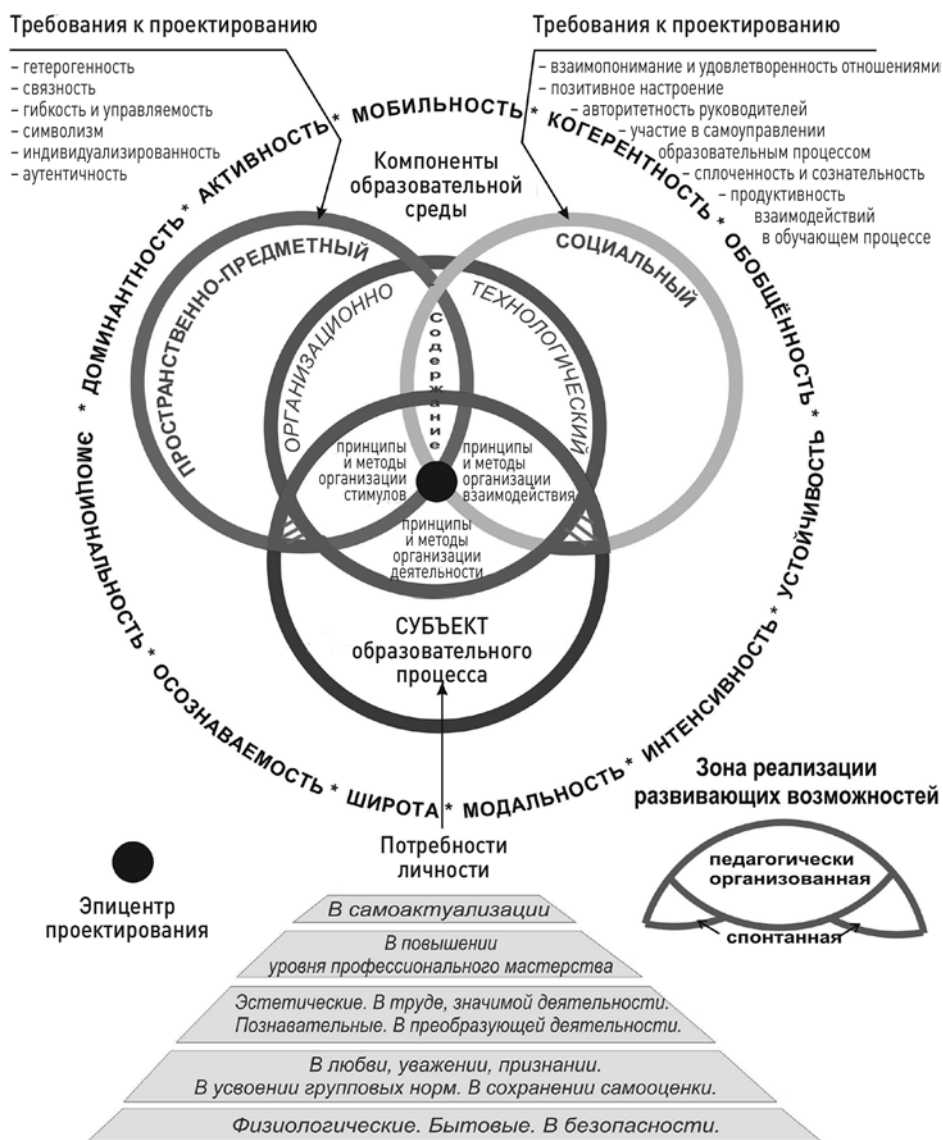 Требования к проектированию
– гетерогенность
– связность
– гибкость и управляемость
– символизм
– индивидуализированность
– аутентичность
Требования к проектированию
– взаимопонимание и удовлетворенность отношениями
– позитивное настроение
– авторитетность руководителей
– участие в самоуправлении
образовательным процессом
– сплоченность и сознательность
– продуктивность
взаимодействий
в обучающем процессе
* ДОМИНАНТНОСТЬ * АКТИВНОСТЬ * МОБИЛЬНОСТЬ * КОГЕРЕНТНОСТЬ * ОБОБЩЁННОСТЬ * УСТОЙЧИВОСТЬ * ИНТЕНСИВНОСТЬ * МОДАЛЬНОСТЬ * ШИРОТА * ОСОЗНАВАЕМОСТЬ * ЭМОЦИОНАЛЬНОСТЬ
Компоненты
образовательной
среды
ПРОСТРАНСТВЕННО-ПРЕДМЕТНЫЙ
ОРГАНИЗАЦИОННО
ТЕХНОЛОГИЧЕСКИЙ
СОЦИАЛЬНЫЙ
Содержание
принципы
и методы
организации
стимулов
принципы
и методы
организации
взаимодействия
принципы
и методы
организации
деятельности
СУБЪЕКТ
образовательного
процесса
Зона реализации
развивающих возможностей
педагогически
организованная
спонтанная
Эпицентр
проектирования
Потребности
личности
В самоактуализации
В повышении
уровня профессионального мастерства
Эстетические. В труде, значимой деятельности.
Познавательные. В преобразующей деятельности.
В любви, уважении, признании.
В усвоении групповых норм. В сохранении самооценки.
Физиологические. Бытовые. В безопасности.